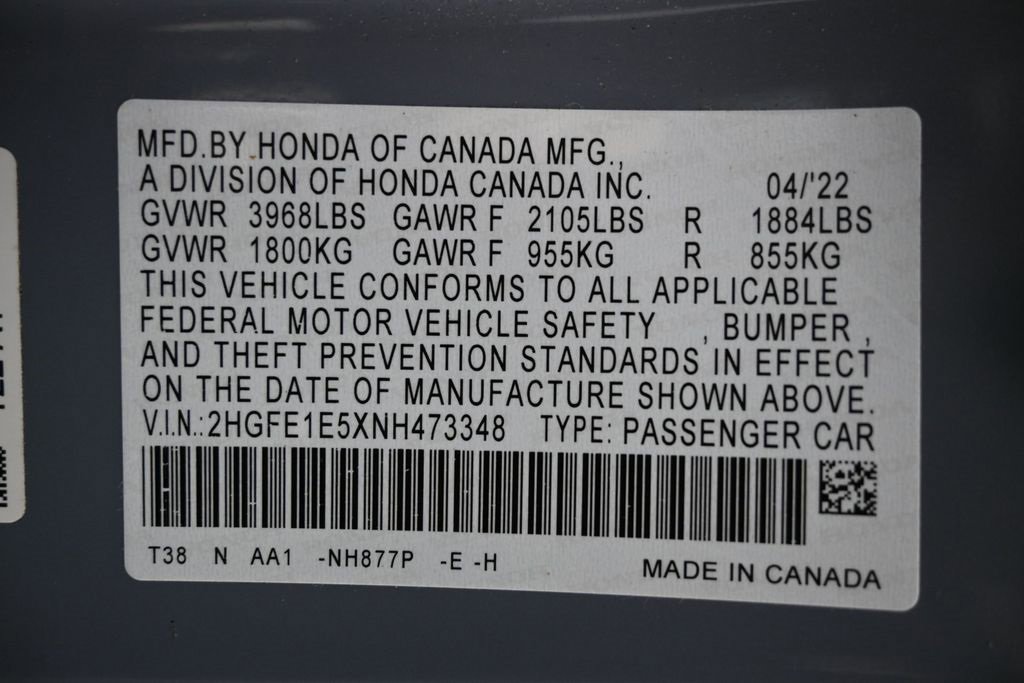 MFD.BY.HONDA OF CANADA MFG.,
A DIVISION OF HONDA CANADA INC. 04/'22
GVWR 3968LBS GAWR F 2105LBS R 1884LBS
GVWR 1800KG GAWR F 955KG R 855KG
THIS VEHICLE CONFORMS TO ALL APPLICABLE
FEDERAL MOTOR VEHICLE SAFETY , BUMPER ,
AND THEFT PREVENTION STANDARDS IN EFFECT
ON THE DATE OF MANUFACTURE SHOWN ABOVE.
V.I.N.:2HGFE1E5XNH473348 TYPE: PASSENGER CAR
T38 N AA1 -NH877P -E -H MADE IN CANADA